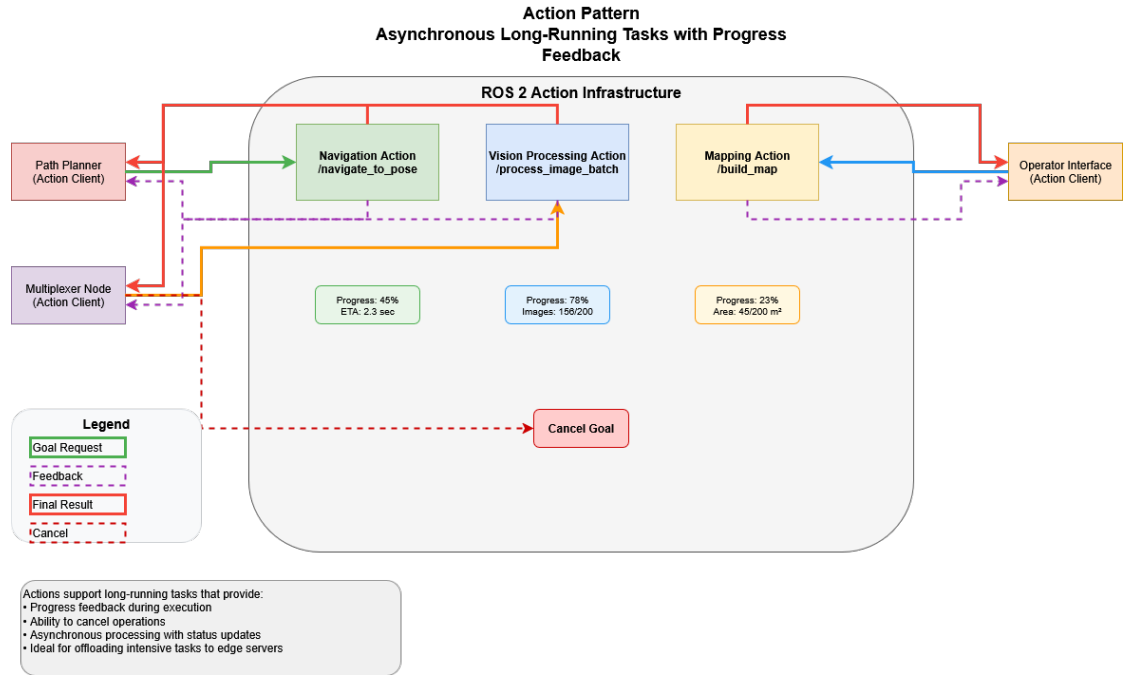 Action Pattern
Asynchronous Long-Running Tasks with Progress
Feedback
ROS 2 Action Infrastructure
Path Planner
(Action Client)
Navigation Action
/navigate_to_pose
Vision Processing Action
/process_image_batch
Mapping Action
/build_map
Operator Interface
(Action Client)
Multiplexer Node
(Action Client)
Progress: 45%
ETA: 2.3 sec
Progress: 78%
Images: 156/200
Progress: 23%
Area: 45/200 m²
Cancel Goal
Legend
Goal Request
Feedback
Final Result
Cancel
Actions support long-running tasks that provide:
• Progress feedback during execution
• Ability to cancel operations
• Asynchronous processing with status updates
• Ideal for offloading intensive tasks to edge servers